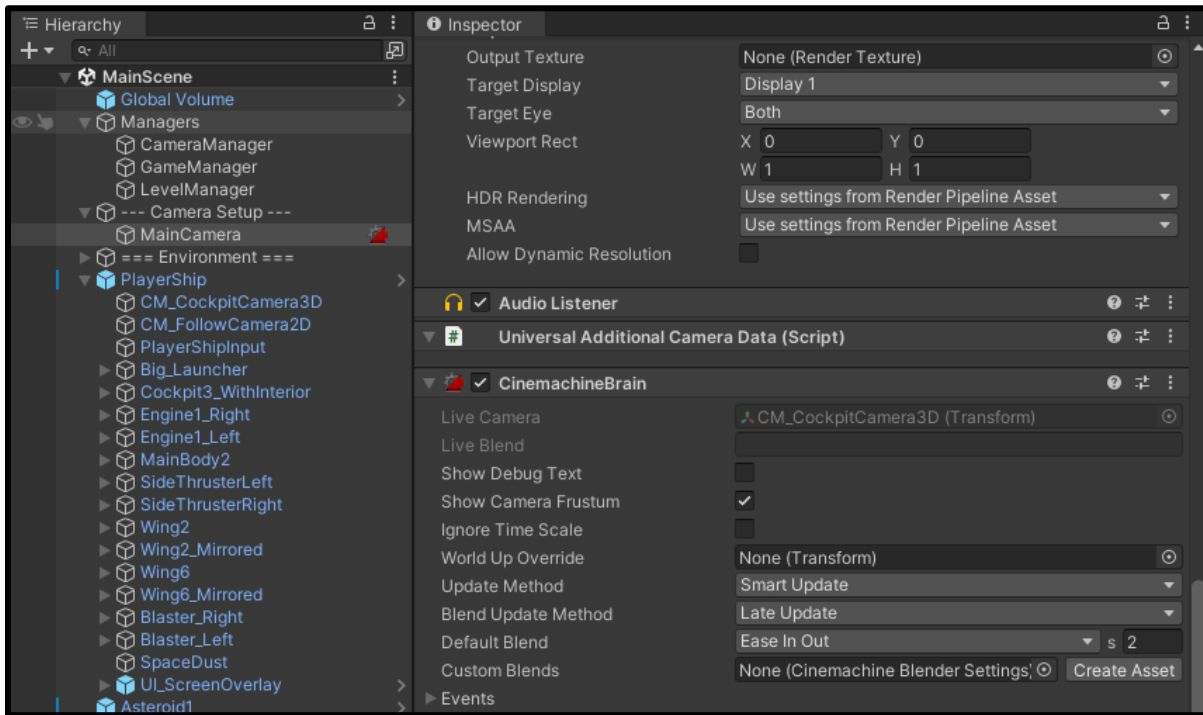 Hierarchy
All
MainScene
Global Volume
Managers
CameraManager
GameManager
LevelManager
--- Camera Setup ---
MainCamera
=== Environment ===
PlayerShip
CM_CockpitCamera3D
CM_FollowCamera2D
PlayerShipInput
Big_Launcher
Cockpit3_WithInterior
Engine1_Right
Engine1_Left
MainBody2
SideThrusterLeft
SideThrusterRight
Wing2
Wing2_Mirrored
Wing6
Wing6_Mirrored
Blaster_Right
Blaster_Left
SpaceDust
UI_ScreenOverlay
Asteroid1
Inspector
Output Texture None (Render Texture)
Target Display Display 1
Target Eye Both
Viewport Rect X 0 Y 0
W 1 H 1
HDR Rendering Use settings from Render Pipeline Asset
MSAA Use settings from Render Pipeline Asset
Allow Dynamic Resolution
Audio Listener
# Universal Additional Camera Data (Script)
CinemachineBrain
Live Camera CM_CockpitCamera3D (Transform)
Live Blend
Show Debug Text
Show Camera Frustum
Ignore Time Scale
World Up Override None (Transform)
Update Method Smart Update
Blend Update Method Late Update
Default Blend Ease In Out s 2
Custom Blends None (Cinemachine Blender Settings) Create Asset
Events